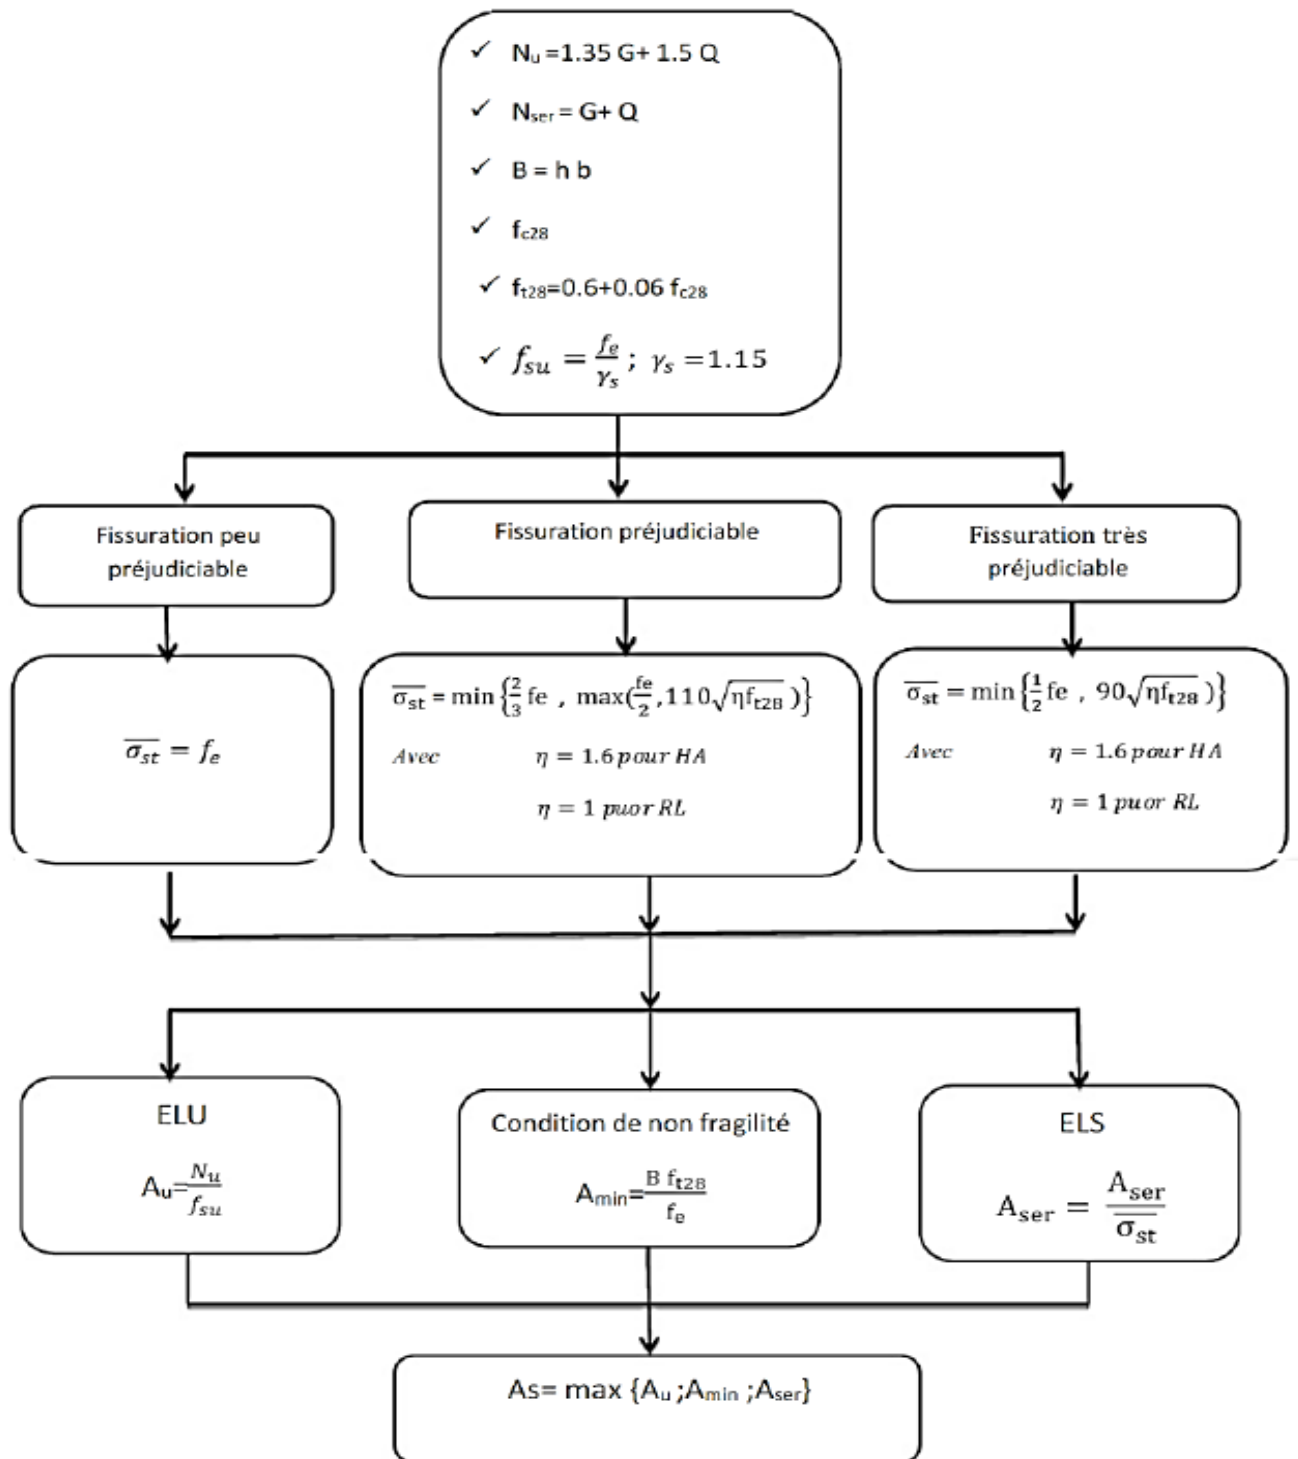 ✓ Nu =1.35 G+ 1.5 Q
✓ Nser = G+ Q
✓ B = h b
✓ fc28
✓ ft28=0.6+0.06 fc28
✓ fsu = fe/γs ; γs =1.15
Fissuration peu
préjudiciable
Fissuration préjudiciable
Fissuration très
préjudiciable
σst = fe
σst = min {2/3 fe , max(fe/2 ,110√ηft28 )}
Avec η = 1.6 pour HA
η = 1 puor RL
σst = min {1/2 fe , 90√ηft28 )}
Avec η = 1.6 pour HA
η = 1 puor RL
ELU
Au=Nu/fsu
Condition de non fragilité
Amin=B ft28/fe
ELS
Aser = Aser/σst
As= max {Au ;Amin ;Aser}